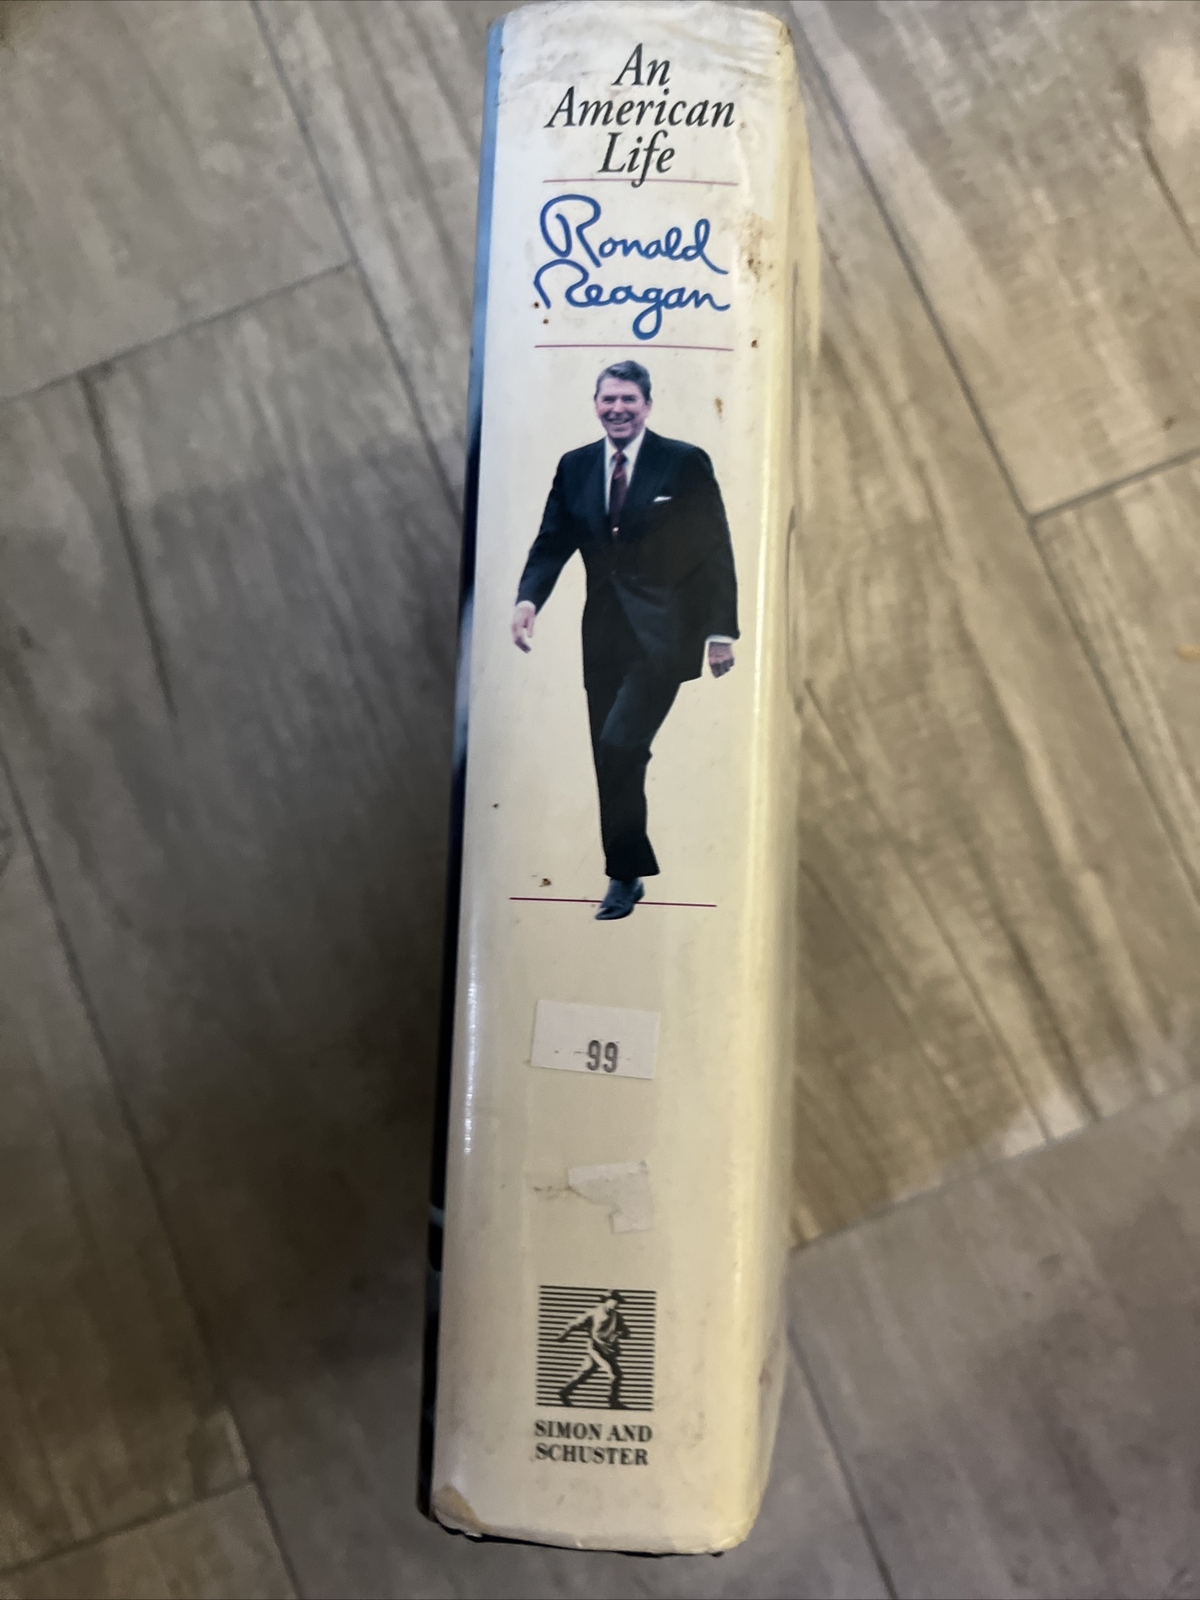 An
American
Life
Ronald
Reagan
99
SIMON AND
SCHUSTER